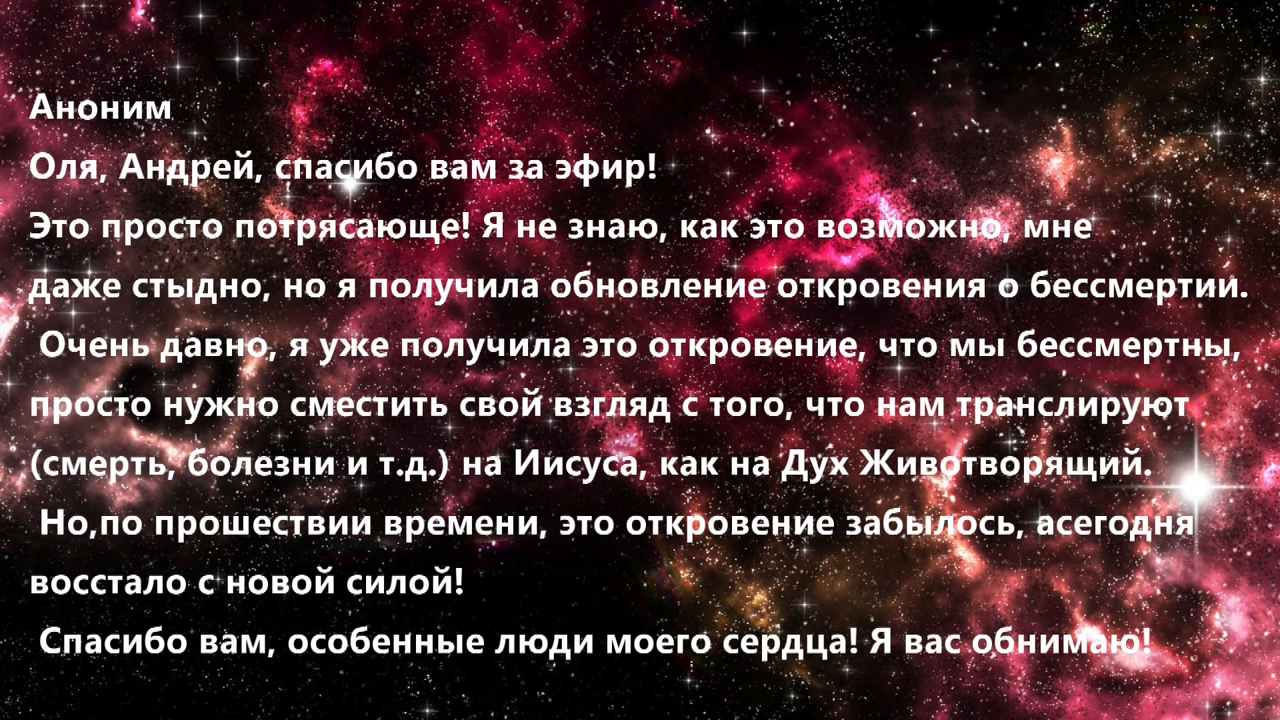 Аноним
Оля, Андрей, спасибо вам за эфир!
Это просто потрясающе! Я не знаю, как это возможно, мне
даже стыдно, но я получила обновление откровения о бессмертии.
Очень давно, я уже получила это откровение, что мы бессмертны,
просто нужно сместить свой взгляд с того, что нам транслируют
(смерть, болезни и т.д.) на Иисуса, как на Дух Животворящий.
Но,по прошествии времени, это откровение забылось, асегодня
восстало с новой силой!
Спасибо вам, особенные люди моего сердца! Я вас обнимаю!